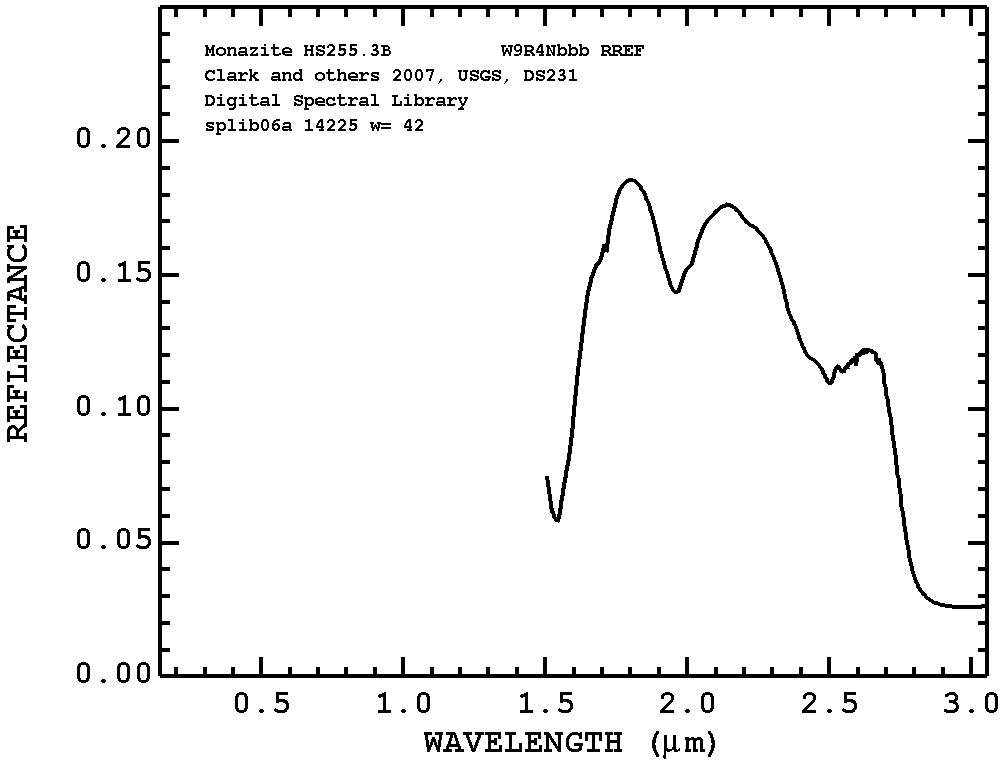 Monazite HS255.3B W9R4Nbbb RREF
Clark and others 2007, USGS, DS231
Digital Spectral Library
splib06a 14225 w= 42
0.20
0.15
0.10
0.05
0.00
REFLECTANCE
0.5 1.0 1.5 2.0 2.5 3.0
WAVELENGTH (μm)